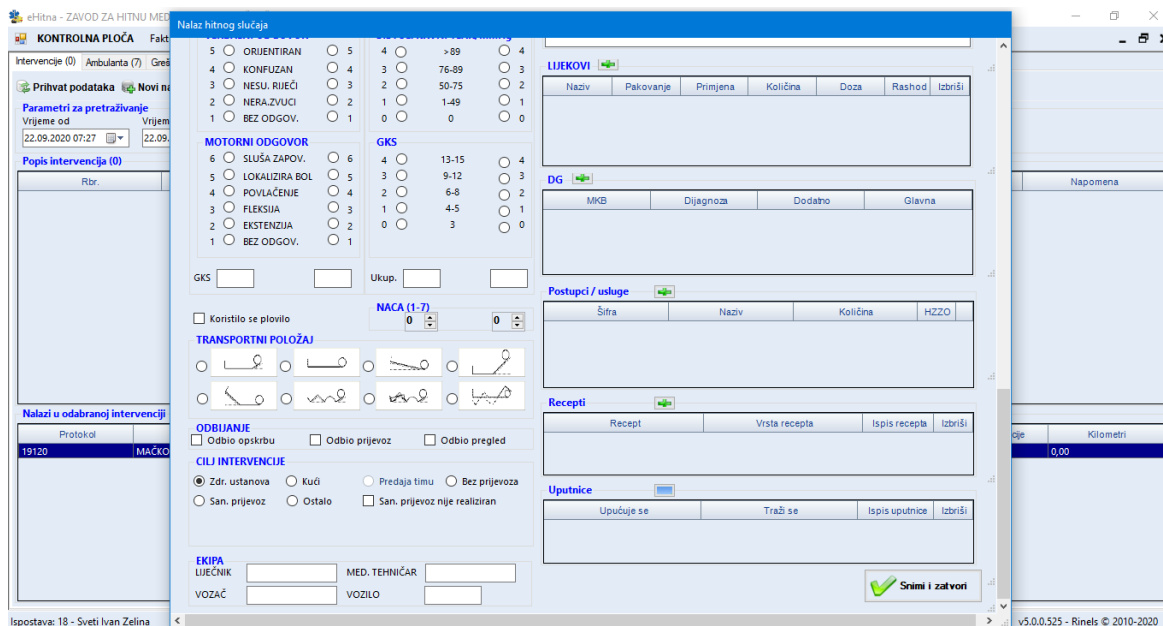 eHitna - ZAVOD ZA HITNU MED
Nalaz hitnog slučaja
KONTROLNA PLOČA Fakt
Intervencije (0) Ambulanta (7) Greš
Prihvat podataka Novi na
Parametri za pretraživanje
Vrijeme od Vrijem
22.09.2020 07:27 22.09.
Popis intervencija (0)
Rbr. Napomena
Nalazi u odabranoj intervenciji
Protokol Kilometri
19120 MAČKO 0,00
5 ORIJENTIRAN 5
4 KONFUZAN 4
3 NESU. RIJEČI 3
2 NERA.ZVUCI 2
1 BEZ ODGOV. 1
4 >89 4
3 76-89 3
2 50-75 2
1 1-49 1
0 0 0
MOTORNI ODGOVOR
6 SLUŠA ZAPOV. 6
5 LOKALIZIRA BOL 5
4 POVLAČENJE 4
3 FLEKSIJA 3
2 EKSTENZIJA 2
1 BEZ ODGOV. 1
GKS
4 13-15 4
3 9-12 3
2 6-8 2
1 4-5 1
0 3 0
GKS Ukup.
Koristilo se plovilo
NACA (1-7)
0 0
TRANSPORTNI POLOŽAJ
ODBIJANJE
Odbio opskrbu Odbio prijevoz Odbio pregled
CILJ INTERVENCIJE
Zdr. ustanova Kući Predaja timu Bez prijevoza
San. prijevoz Ostalo San. prijevoz nije realiziran
EKIPA
LIJEČNIK MED. TEHNIČAR
VOZAČ VOZILO
LIJEKOVI
Naziv Pakovanje Primjena Količina Doza Rashod Izbriši
DG
MKB Dijagnoza Dodatno Glavna
Postupci / usluge
Šifra Naziv Količina HZZO
Recepti
Recept Vrsta recepta Ispis recepta Izbriši
Uputnice
Upućuje se Traži se Ispis uputnice Izbriši
Snimi i zatvori
Ispostava: 18 - Sveti Ivan Zelina v5.0.0.525 - Rinels © 2010-2020